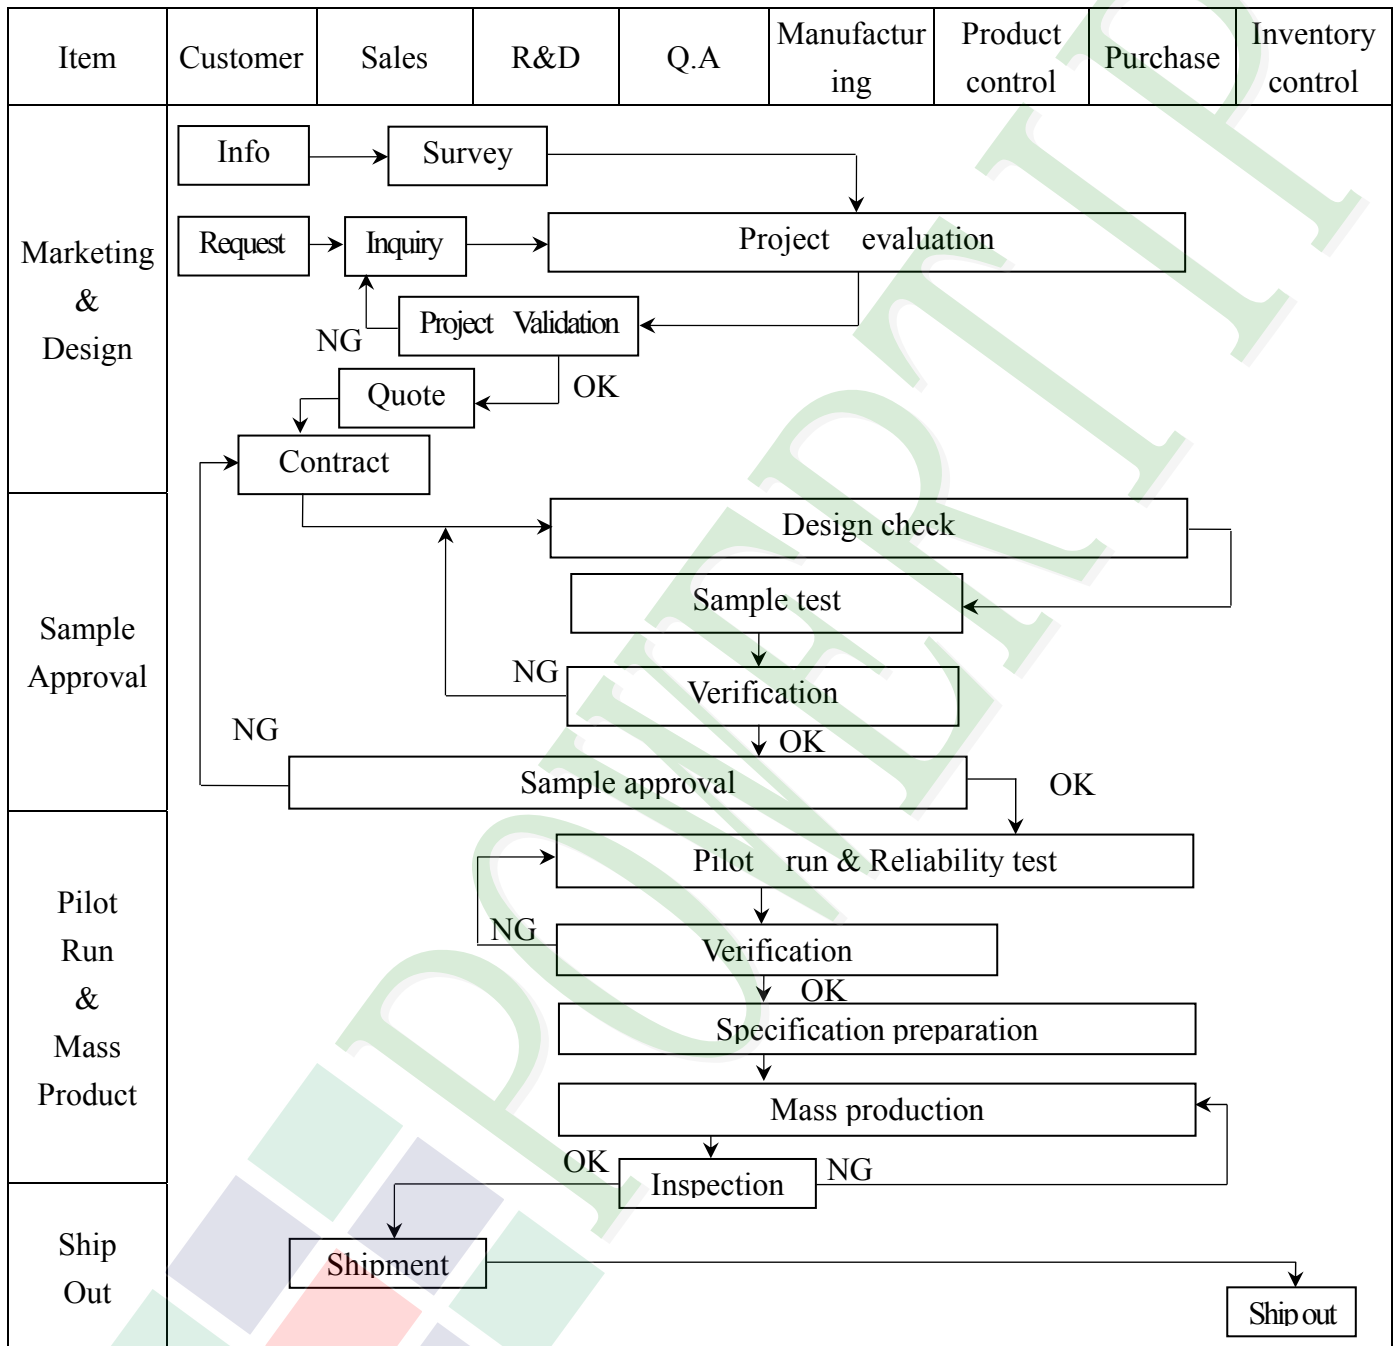 Item
Customer
Sales
R&D
Q.A
Manufactur
ing
Product
control
Purchase
Inventory
control
Marketing
&
Design
Info
Survey
Request
Inquiry
Project evaluation
Project Validation
NG
OK
Quote
Contract
Sample
Approval
Design check
Sample test
NG
Verification
NG
OK
Sample approval
OK
Pilot
Run
&
Mass
Product
Pilot run & Reliability test
NG
Verification
OK
Specification preparation
Mass production
OK
Inspection
NG
Ship
Out
Shipment
Ship out
POWERTIP